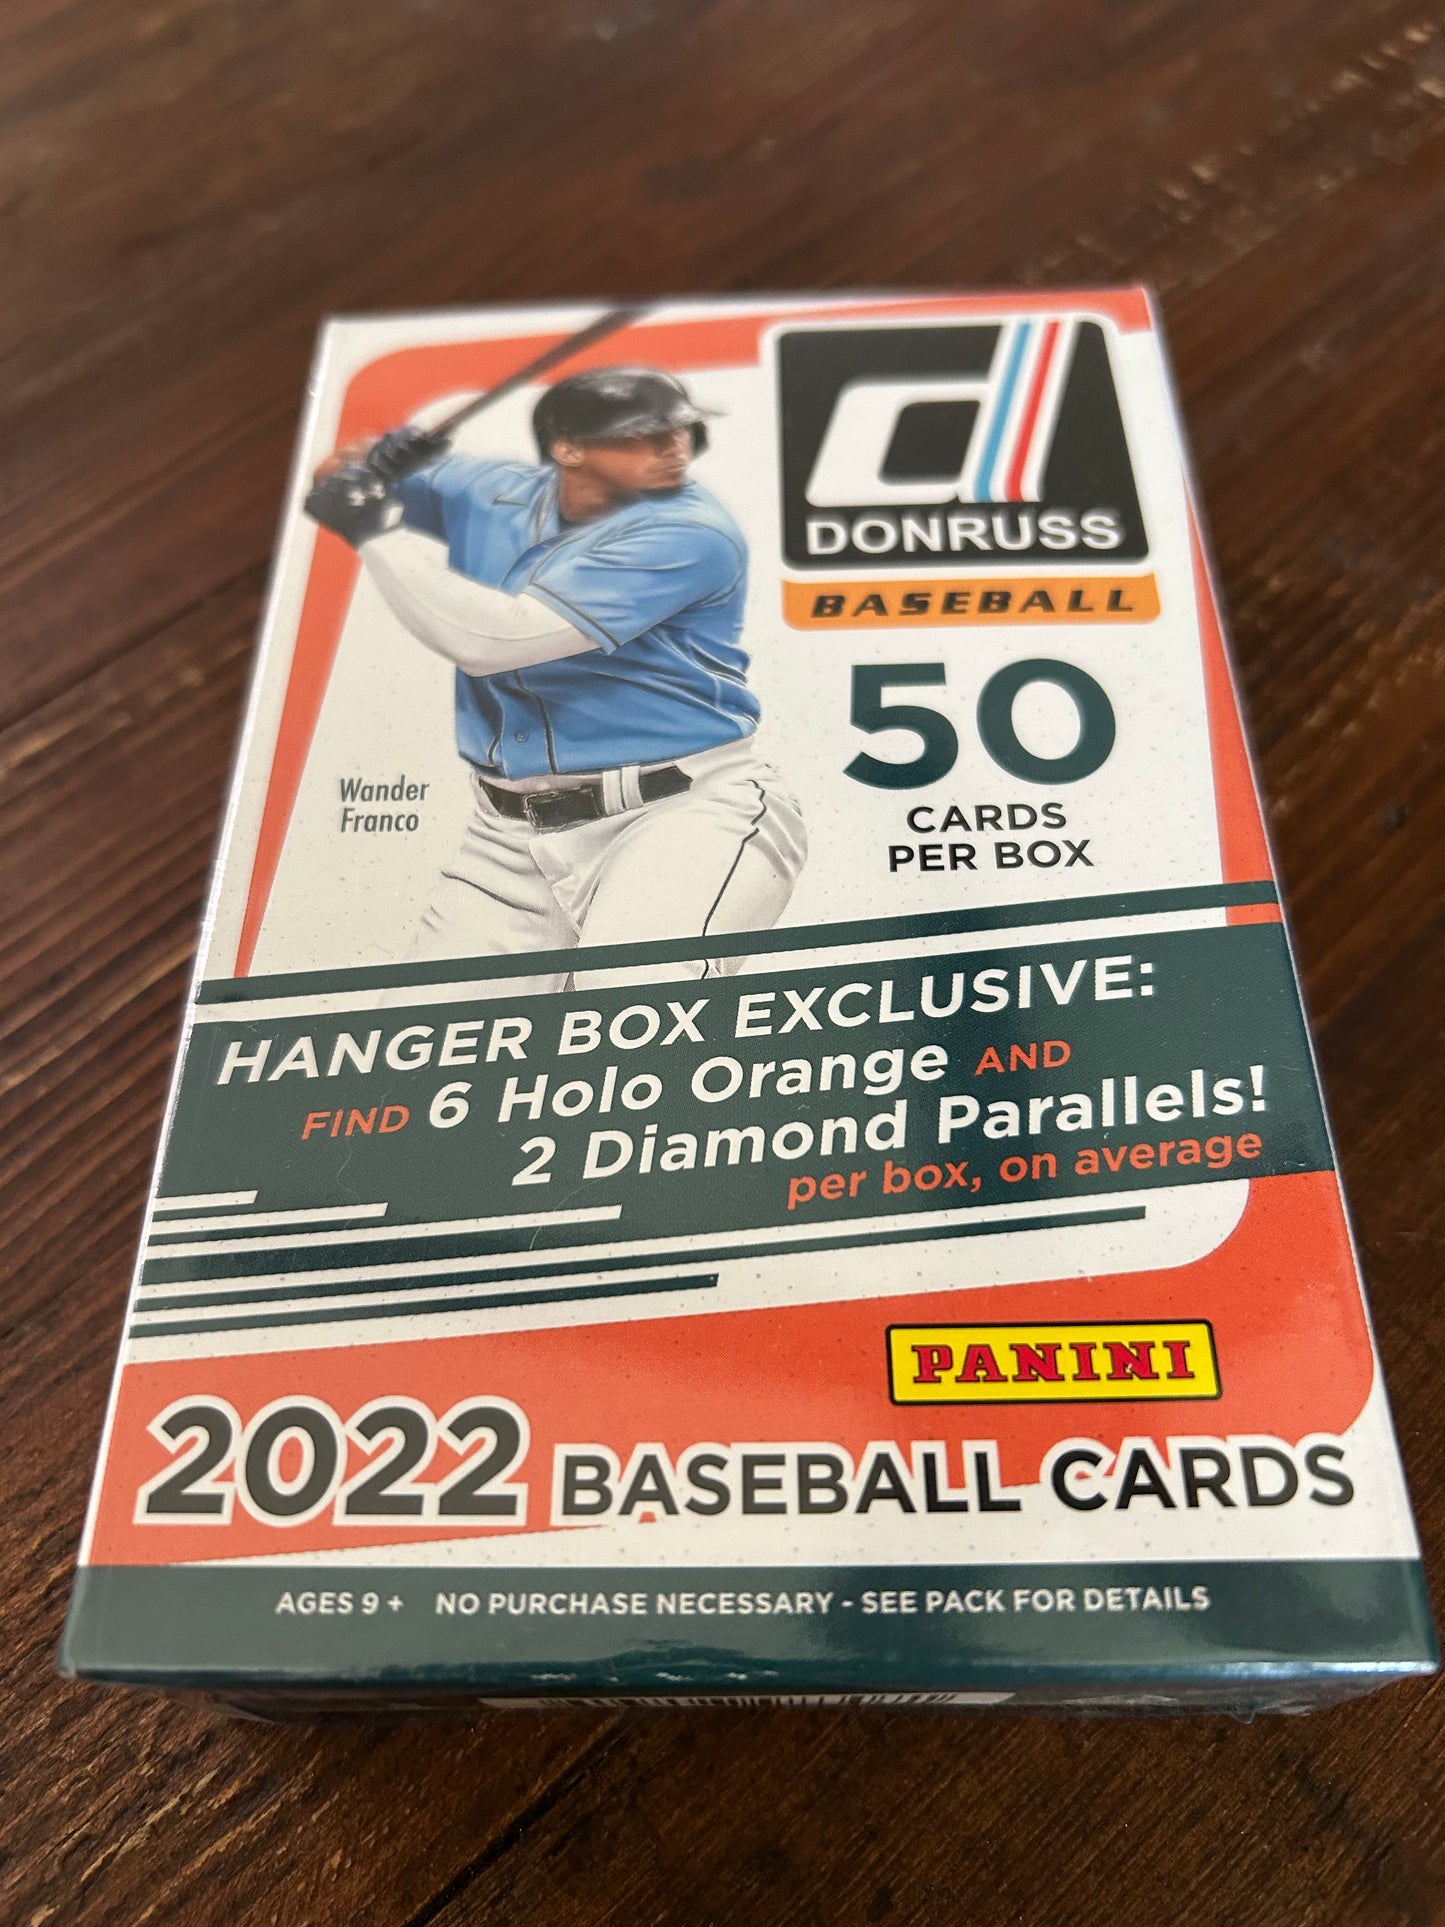 d
DONRUSS
BASEBALL
50
CARDS
PER BOX
Wander
Franco
HANGER BOX EXCLUSIVE:
FIND 6 Holo Orange AND
2 Diamond Parallels!
per box, on average
PANINI
2022 BASEBALL CARDS
AGES 9 + NO PURCHASE NECESSARY - SEE PACK FOR DETAILS